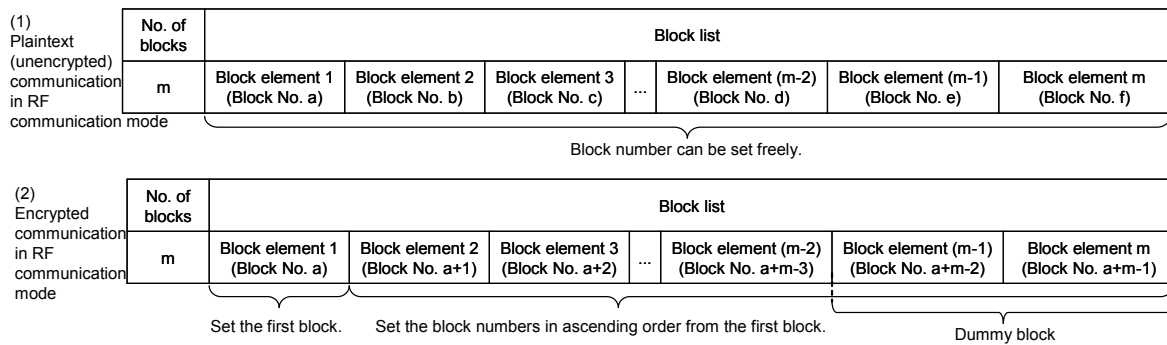 (1)
Plaintext
(unencrypted)
communication
in RF
communication mode
No. of
blocks
Block list
m
Block element 1
(Block No. a)
Block element 2
(Block No. b)
Block element 3
(Block No. c)
...
Block element (m-2)
(Block No. d)
Block element (m-1)
(Block No. e)
Block element m
(Block No. f)
Block number can be set freely.
(2)
Encrypted
communication
in RF
communication
mode
No. of
blocks
Block list
m
Block element 1
(Block No. a)
Block element 2
(Block No. a+1)
Block element 3
(Block No. a+2)
...
Block element (m-2)
(Block No. a+m-3)
Block element (m-1)
(Block No. a+m-2)
Block element m
(Block No. a+m-1)
Set the first block.
Set the block numbers in ascending order from the first block.
Dummy block